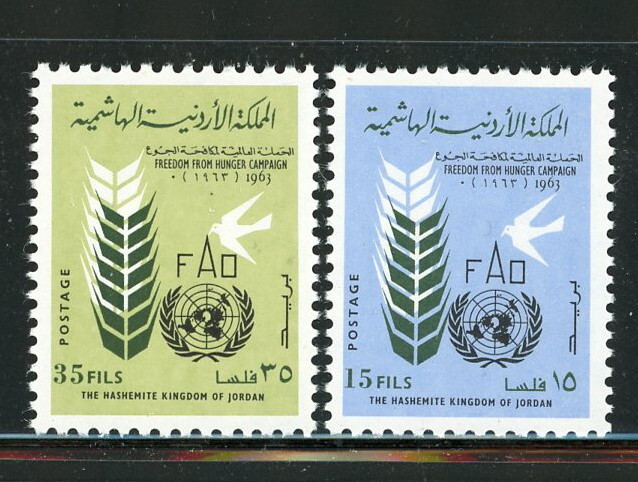 المملكة الأردنية الهاشمية
الحملة العالمية لمكافحة الجوع
FREEDOM FROM HUNGER CAMPAIGN
• (١٩٦٣) 1963
FAO
POSTAGE
بريد
35 FILS
٣٥ فلسا
THE HASHEMITE KINGDOM OF JORDAN
المملكة الأردنية الهاشمية
الحملة العالمية لمكافحة الجوع
FREEDOM FROM HUNGER CAMPAIGN
• (١٩٦٣) 1963
FAO
POSTAGE
بريد
15 FILS
١٥ فلسا
THE HASHEMITE KINGDOM OF JORDAN